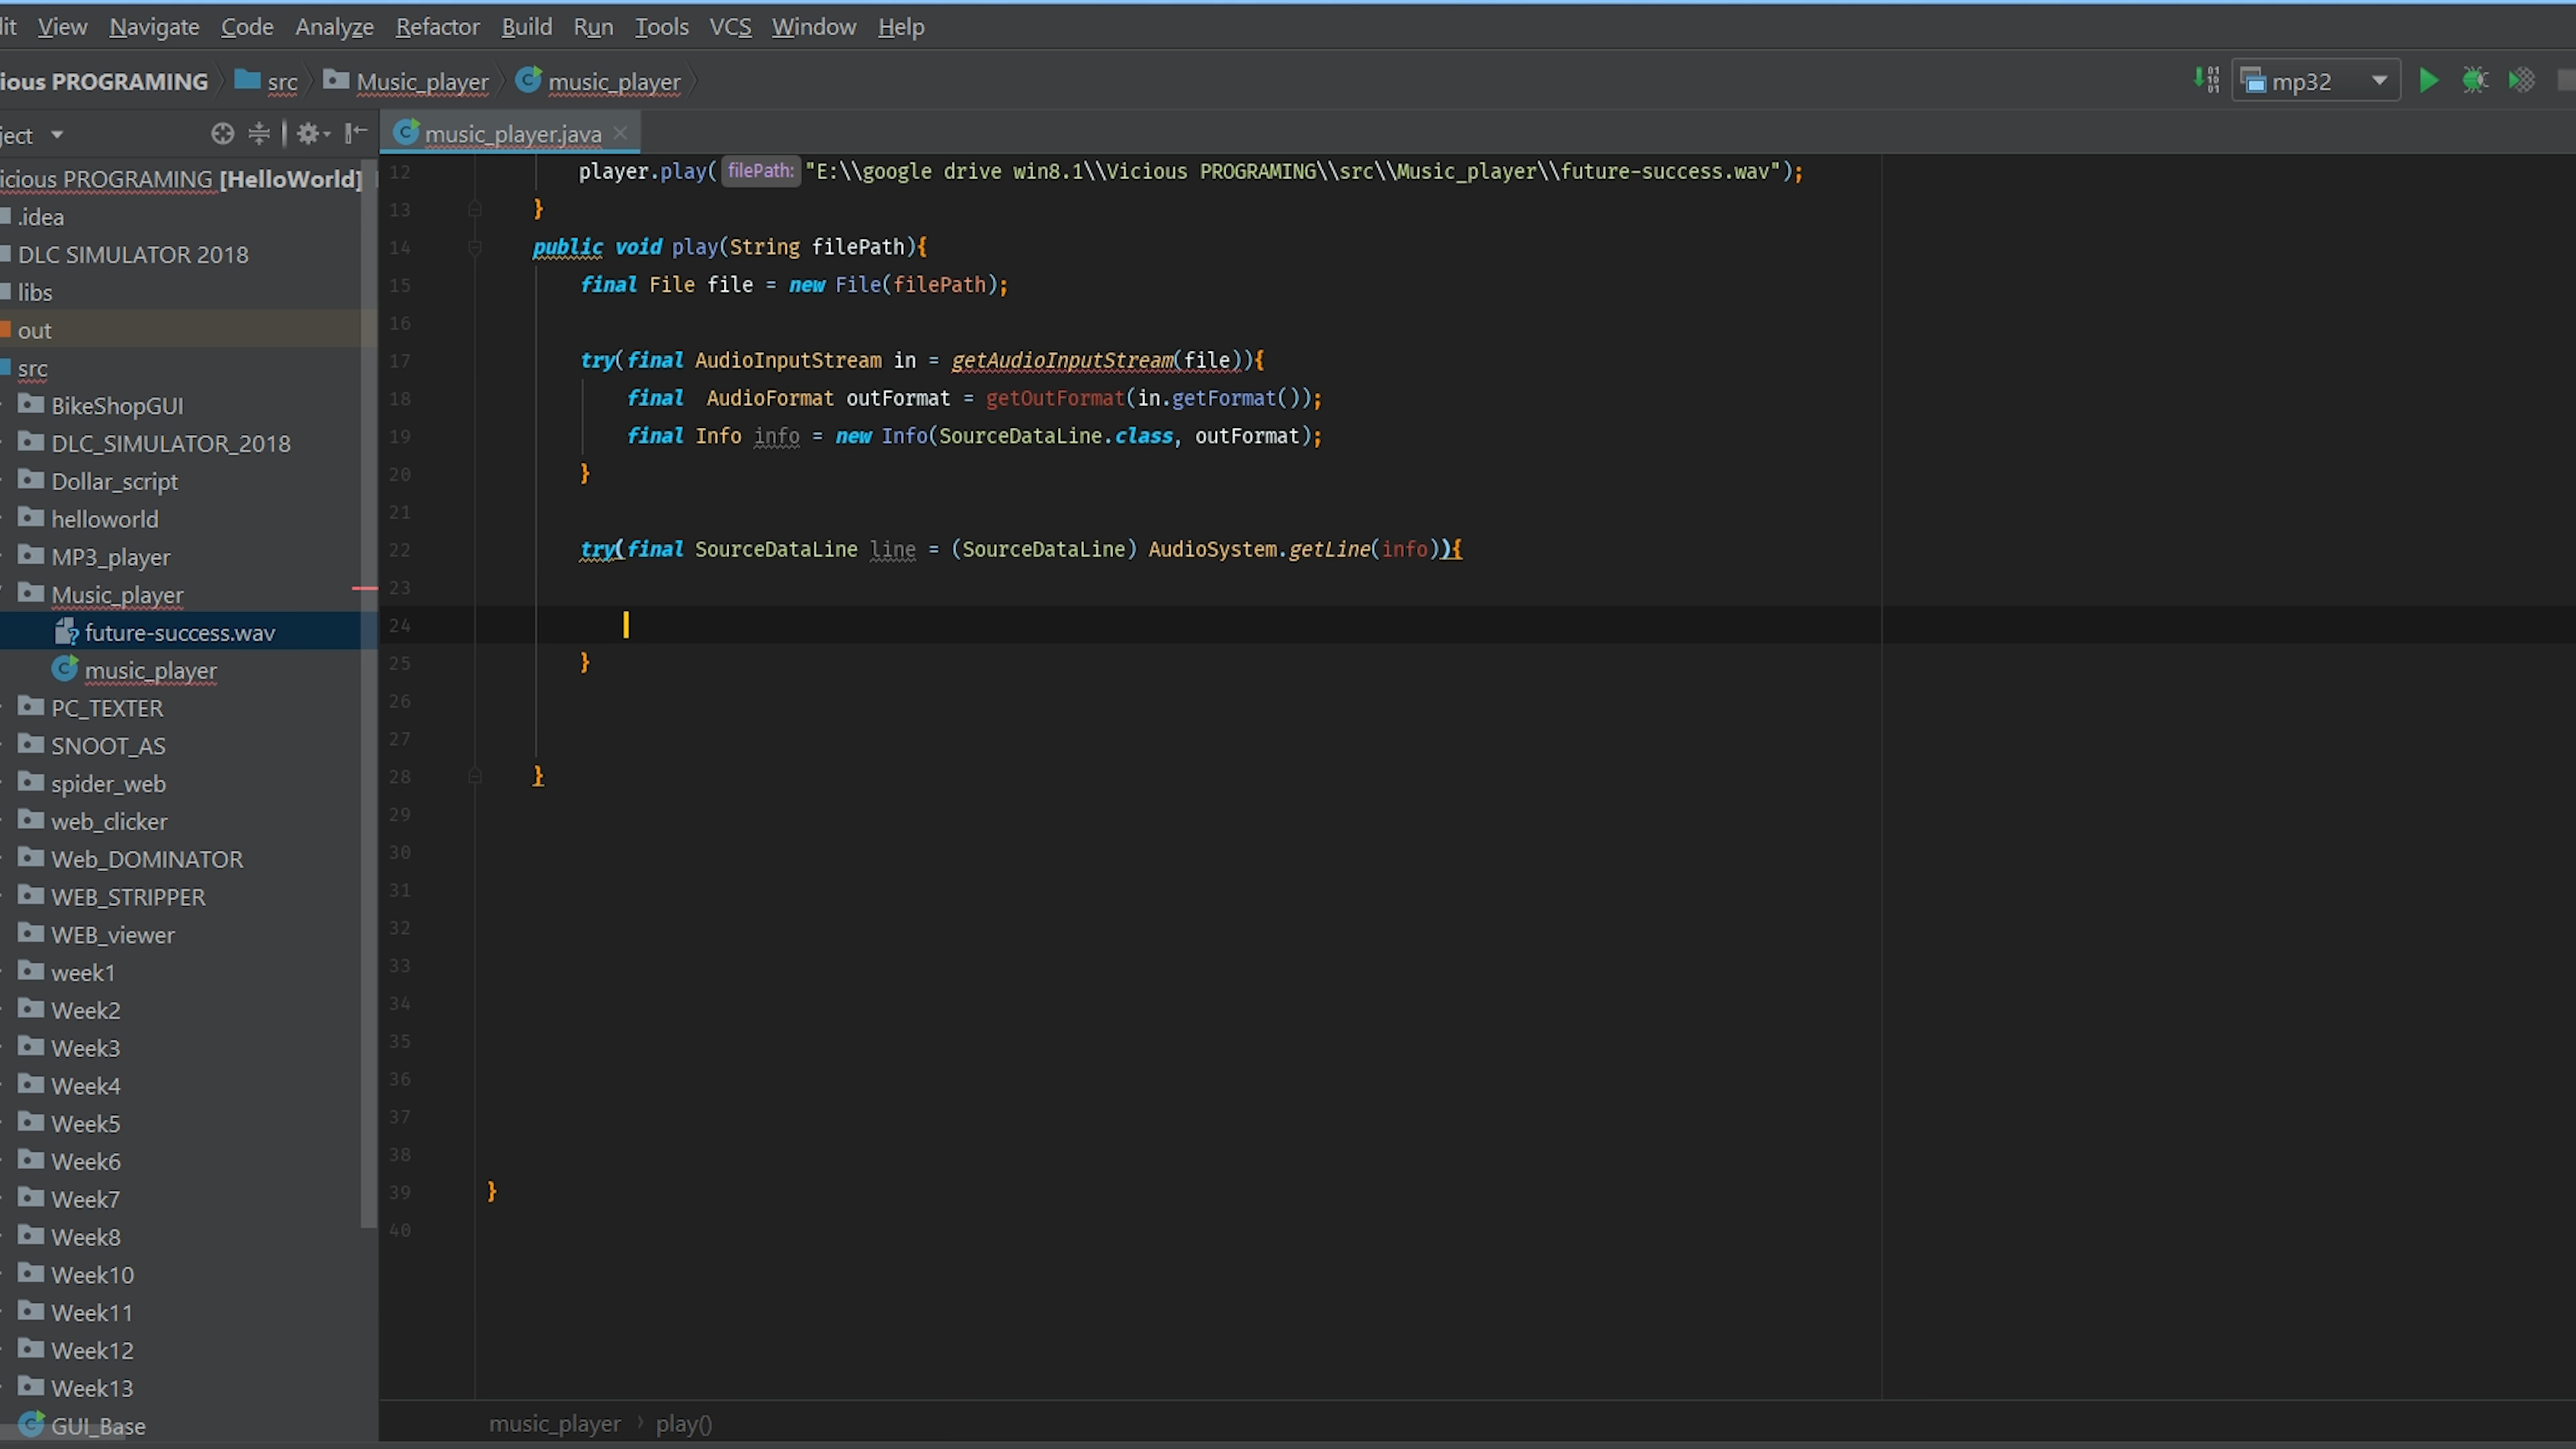 it View Navigate Code Analyze Refactor Build Run Tools VCS Window Help
ious PROGRAMING src Music_player music_player mp32
ject music_player.java
icious PROGRAMING [HelloWorld]
.idea
DLC SIMULATOR 2018
libs
out
src
BikeShopGUI
DLC_SIMULATOR_2018
Dollar_script
helloworld
MP3_player
Music_player
future-success.wav
music_player
PC_TEXTER
SNOOT_AS
spider_web
web_clicker
Web_DOMINATOR
WEB_STRIPPER
WEB_viewer
week1
Week2
Week3
Week4
Week5
Week6
Week7
Week8
Week10
Week11
Week12
Week13
GUI_Base
12 player.play( filePath: "E:\\google drive win8.1\\Vicious PROGRAMING\\src\\Music_player\\future-success.wav");
13 }
14 public void play(String filePath){
15 final File file = new File(filePath);
16
17 try(final AudioInputStream in = getAudioInputStream(file)){
18 final  AudioFormat outFormat = getOutFormat(in.getFormat());
19 final Info info = new Info(SourceDataLine.class, outFormat);
20 }
21
22 try(final SourceDataLine line = (SourceDataLine) AudioSystem.getLine(info)){
23
24
25 }
26
27
28 }
29
30
31
32
33
34
35
36
37
38
39 }
40
music_player › play()